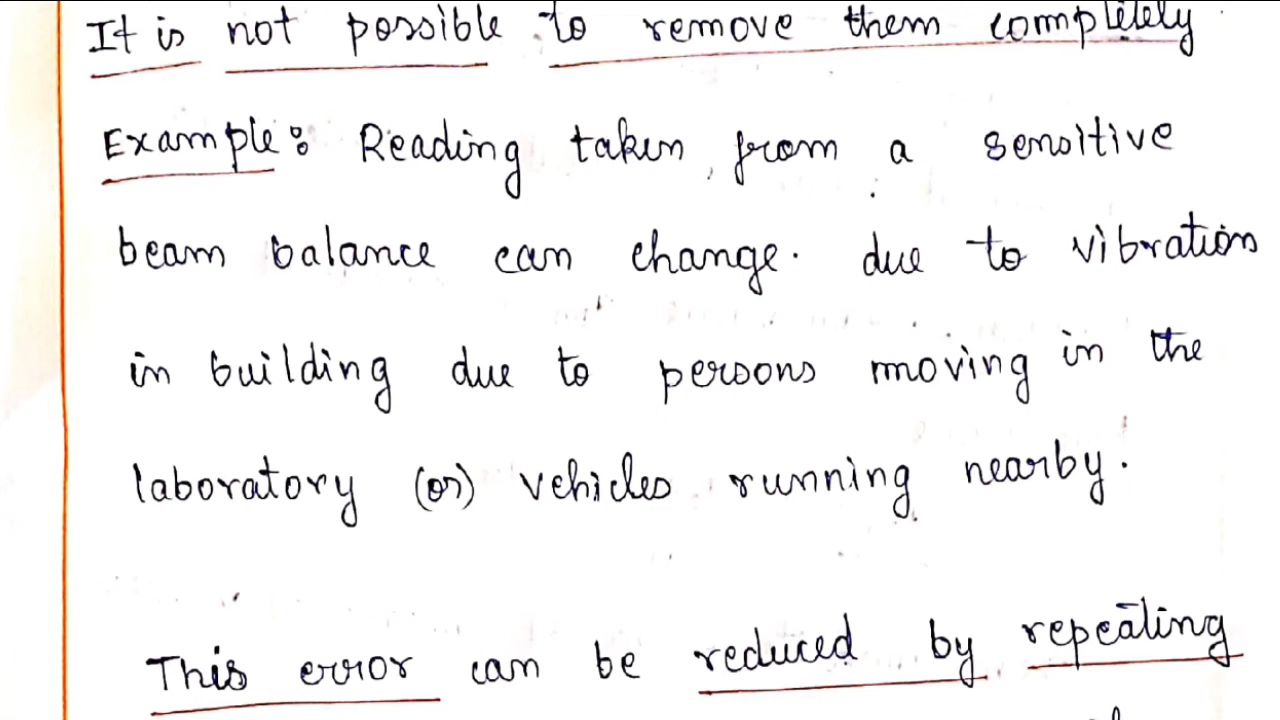 It is not possible to remove them completely.
Example: Reading taken from a sensitive
beam balance can change. due to vibration
in building due to persons moving in the
laboratory (or) vehicles running nearby.
This error can be reduced by repeating